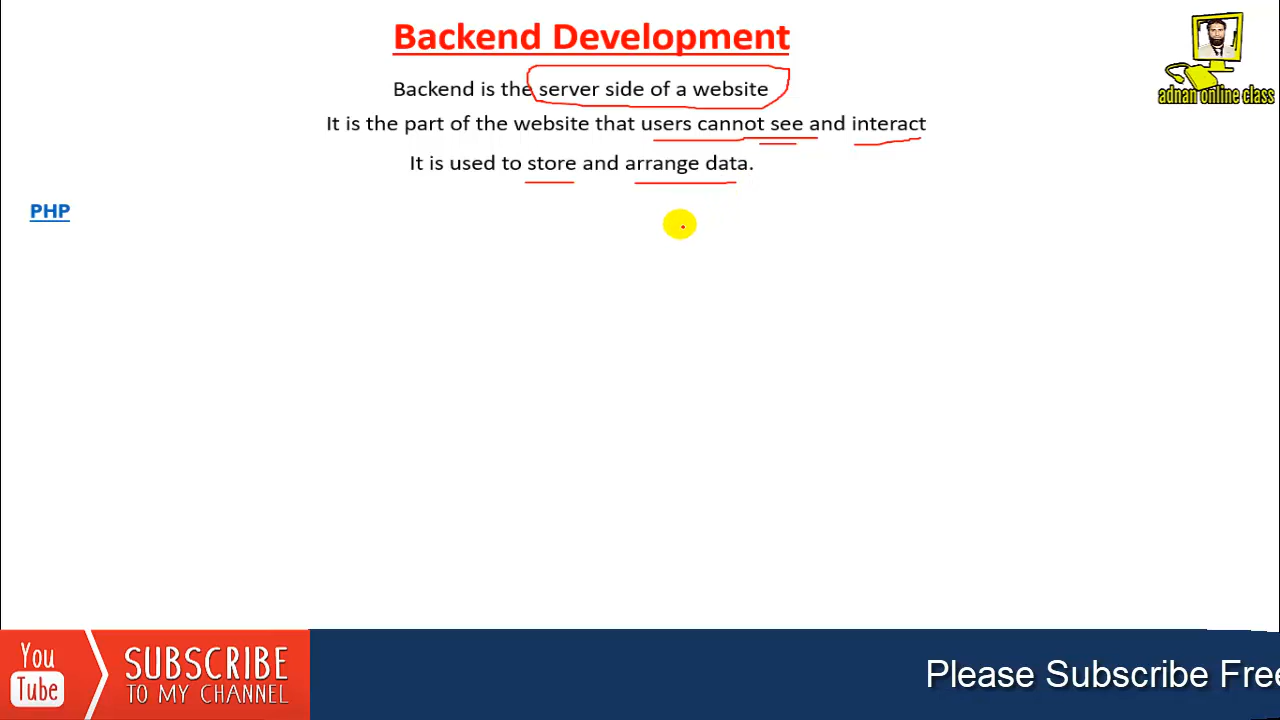 Backend Development
Backend is the server side of a website
It is the part of the website that users cannot see and interact
It is used to store and arrange data.
PHP
adnan online class
You
Tube
SUBSCRIBE
TO MY CHANNEL
Please Subscribe Free